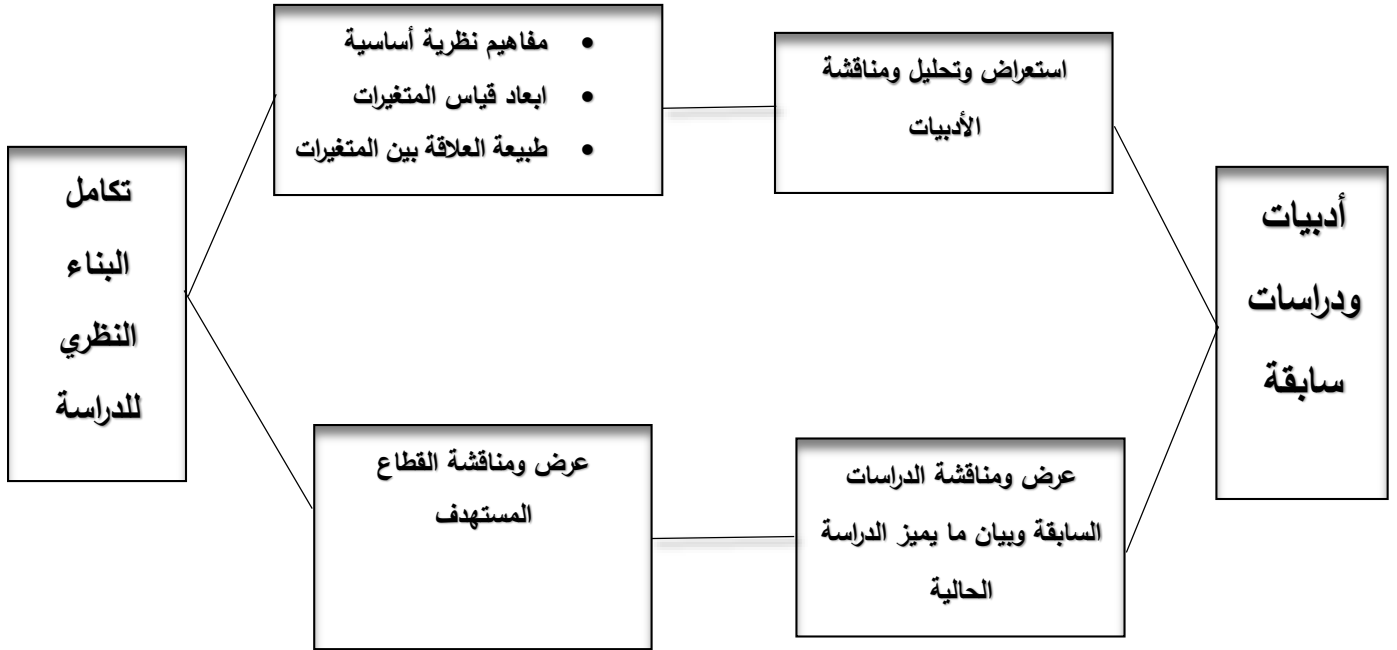 أدبيات
ودراسات
سابقة
استعراض وتحليل ومناقشة
الأدبيات
• مفاهيم نظرية أساسية
• ابعاد قياس المتغيرات
• طبيعة العلاقة بين المتغيرات
عرض ومناقشة الدراسات
السابقة وبيان ما يميز الدراسة
الحالية
عرض ومناقشة القطاع
المستهدف
تكامل
البناء
النظري
للدراسة